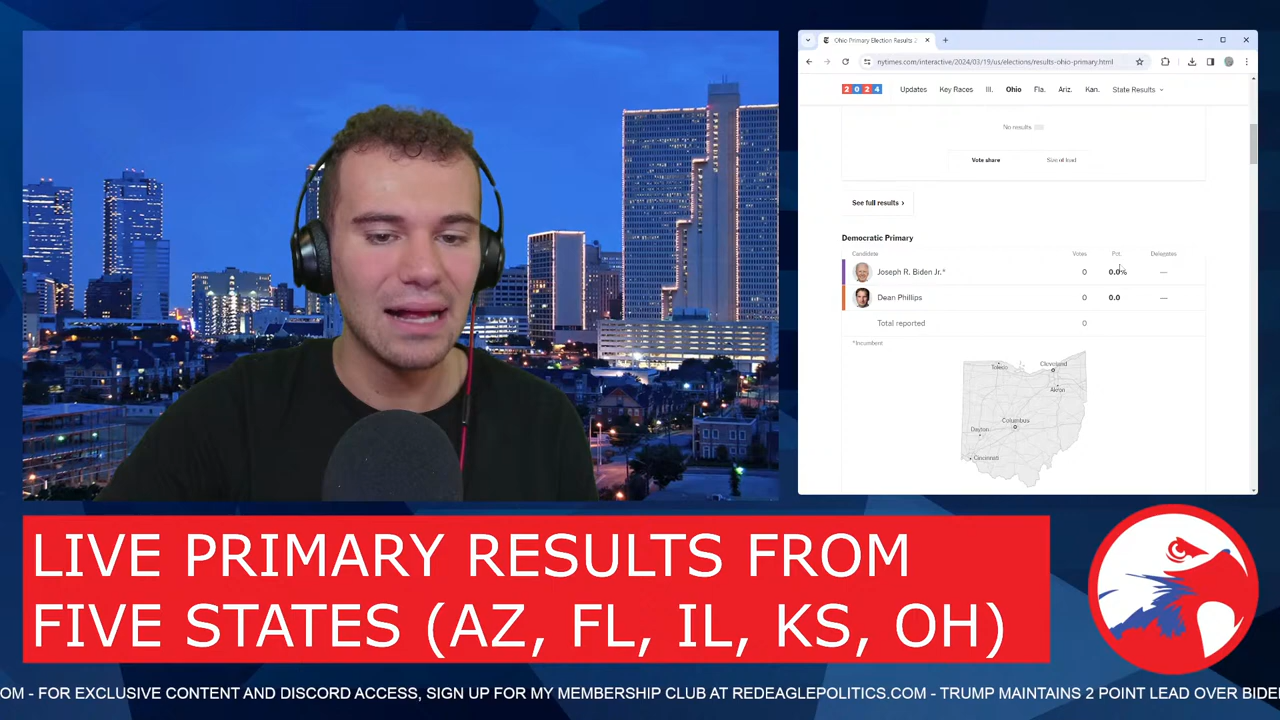 Ohio Primary Election Results 2
nytimes.com/interactive/2024/03/19/us/elections/results-ohio-primary.html
2024 Updates Key Races Ill. Ohio Fla. Ariz. Kan. State Results
No results
Vote share Size of lead
See full results ›
Democratic Primary
Candidate Votes Pct. Delegates
Joseph R. Biden Jr.* 0 0.0% —
Dean Phillips 0 0.0 —
Total reported 0
*Incumbent
Toledo
Cleveland
Akron
Columbus
Dayton
Cincinnati
LIVE PRIMARY RESULTS FROM
FIVE STATES (AZ, FL, IL, KS, OH)
OM - FOR EXCLUSIVE CONTENT AND DISCORD ACCESS, SIGN UP FOR MY MEMBERSHIP CLUB AT REDEAGLEPOLITICS.COM - TRUMP MAINTAINS 2 POINT LEAD OVER BIDE